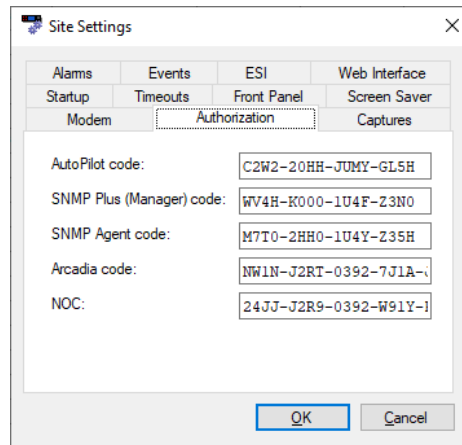 Site Settings
Alarms Events ESI Web Interface
Startup Timeouts Front Panel Screen Saver
Modem Authorization Captures
AutoPilot code: C2W2-20HH-JUMY-GL5H
SNMP Plus (Manager) code: WV4H-K000-1U4F-Z3N0
SNMP Agent code: M7T0-2HH0-1U4Y-Z35H
Arcadia code: NW1N-J2RT-0392-7J1A-
NOC: 24JJ-J2R9-0392-W91Y-
OK Cancel